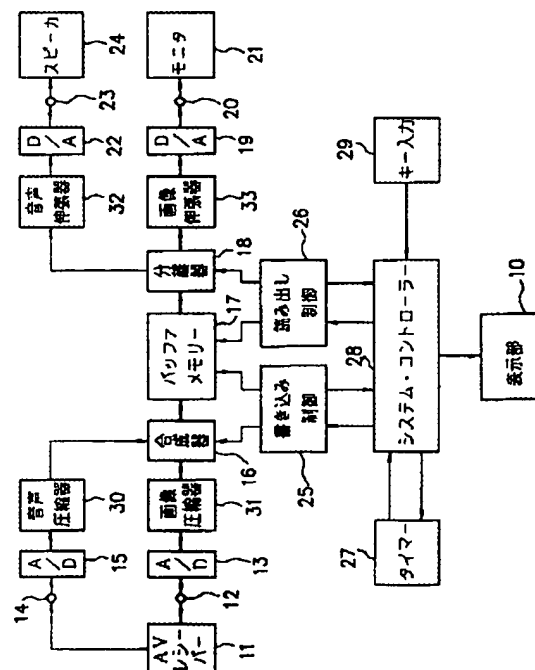 AV
レシーバー
11
14
12
A/D
15
A/D
13
音声
圧縮器
30
画像
圧縮器
31
合成器
16
バッファ
メモリー
17
分離器
18
音声
伸張器
32
画像
伸張器
33
D/A
22
D/A
19
23
20
スピーカ
24
モニタ
21
書き込み
制御
25
読み出し
制御
26
タイマー
27
システム・コントローラー
28
キー入力
29
表示部
10